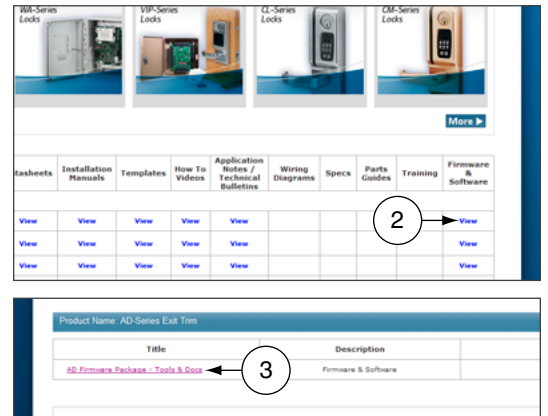 WA-Series Locks
VIP-Series Locks
CL-Series Locks
CM-Series Locks
More
tasheets Installation Manuals Templates How To Videos Application Notes / Technical Bulletins Wiring Diagrams Specs Parts Guides Training Firmware & Software
View View View View View 2 View
View View View View View View
View View View View View View
Product Name: AD-Series Exit Trim
Title Description
AD Firmware Package - Tools & Docs 3 Firmware & Software